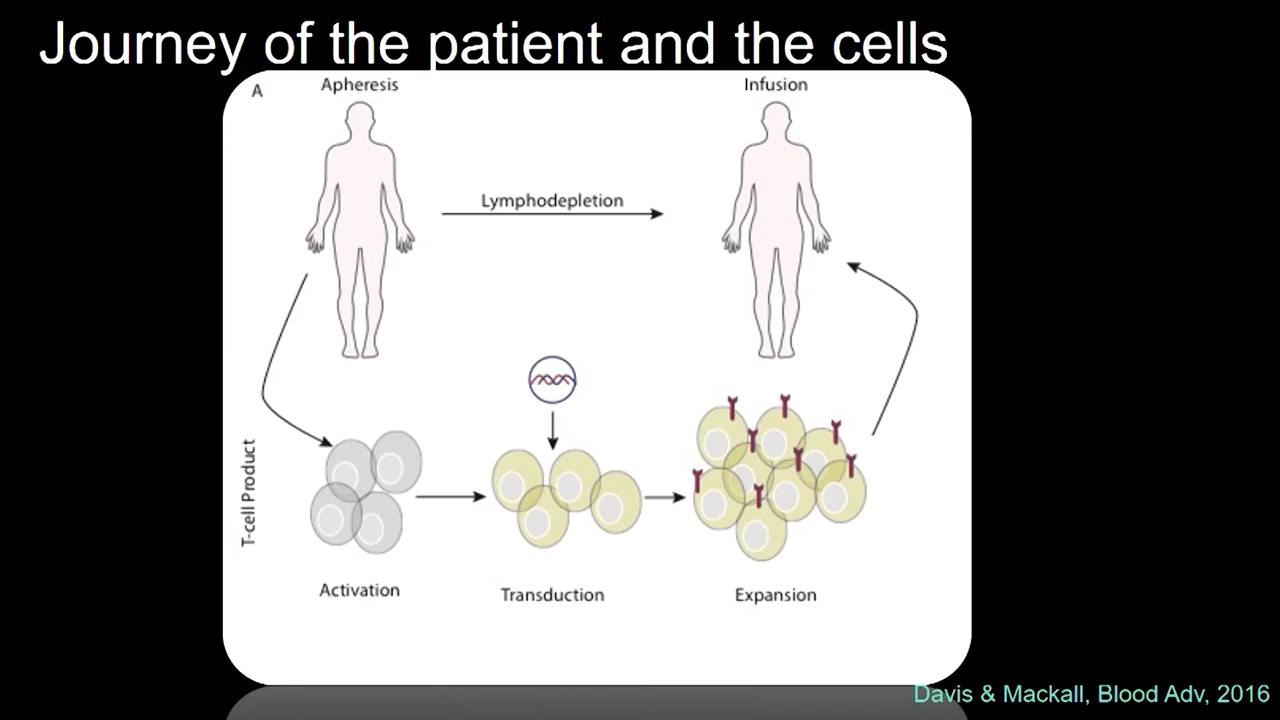 Journey of the patient and the cells
A
Apheresis
Infusion
Lymphodepletion
T-cell Product
Activation
Transduction
Expansion
Davis & Mackall, Blood Adv, 2016